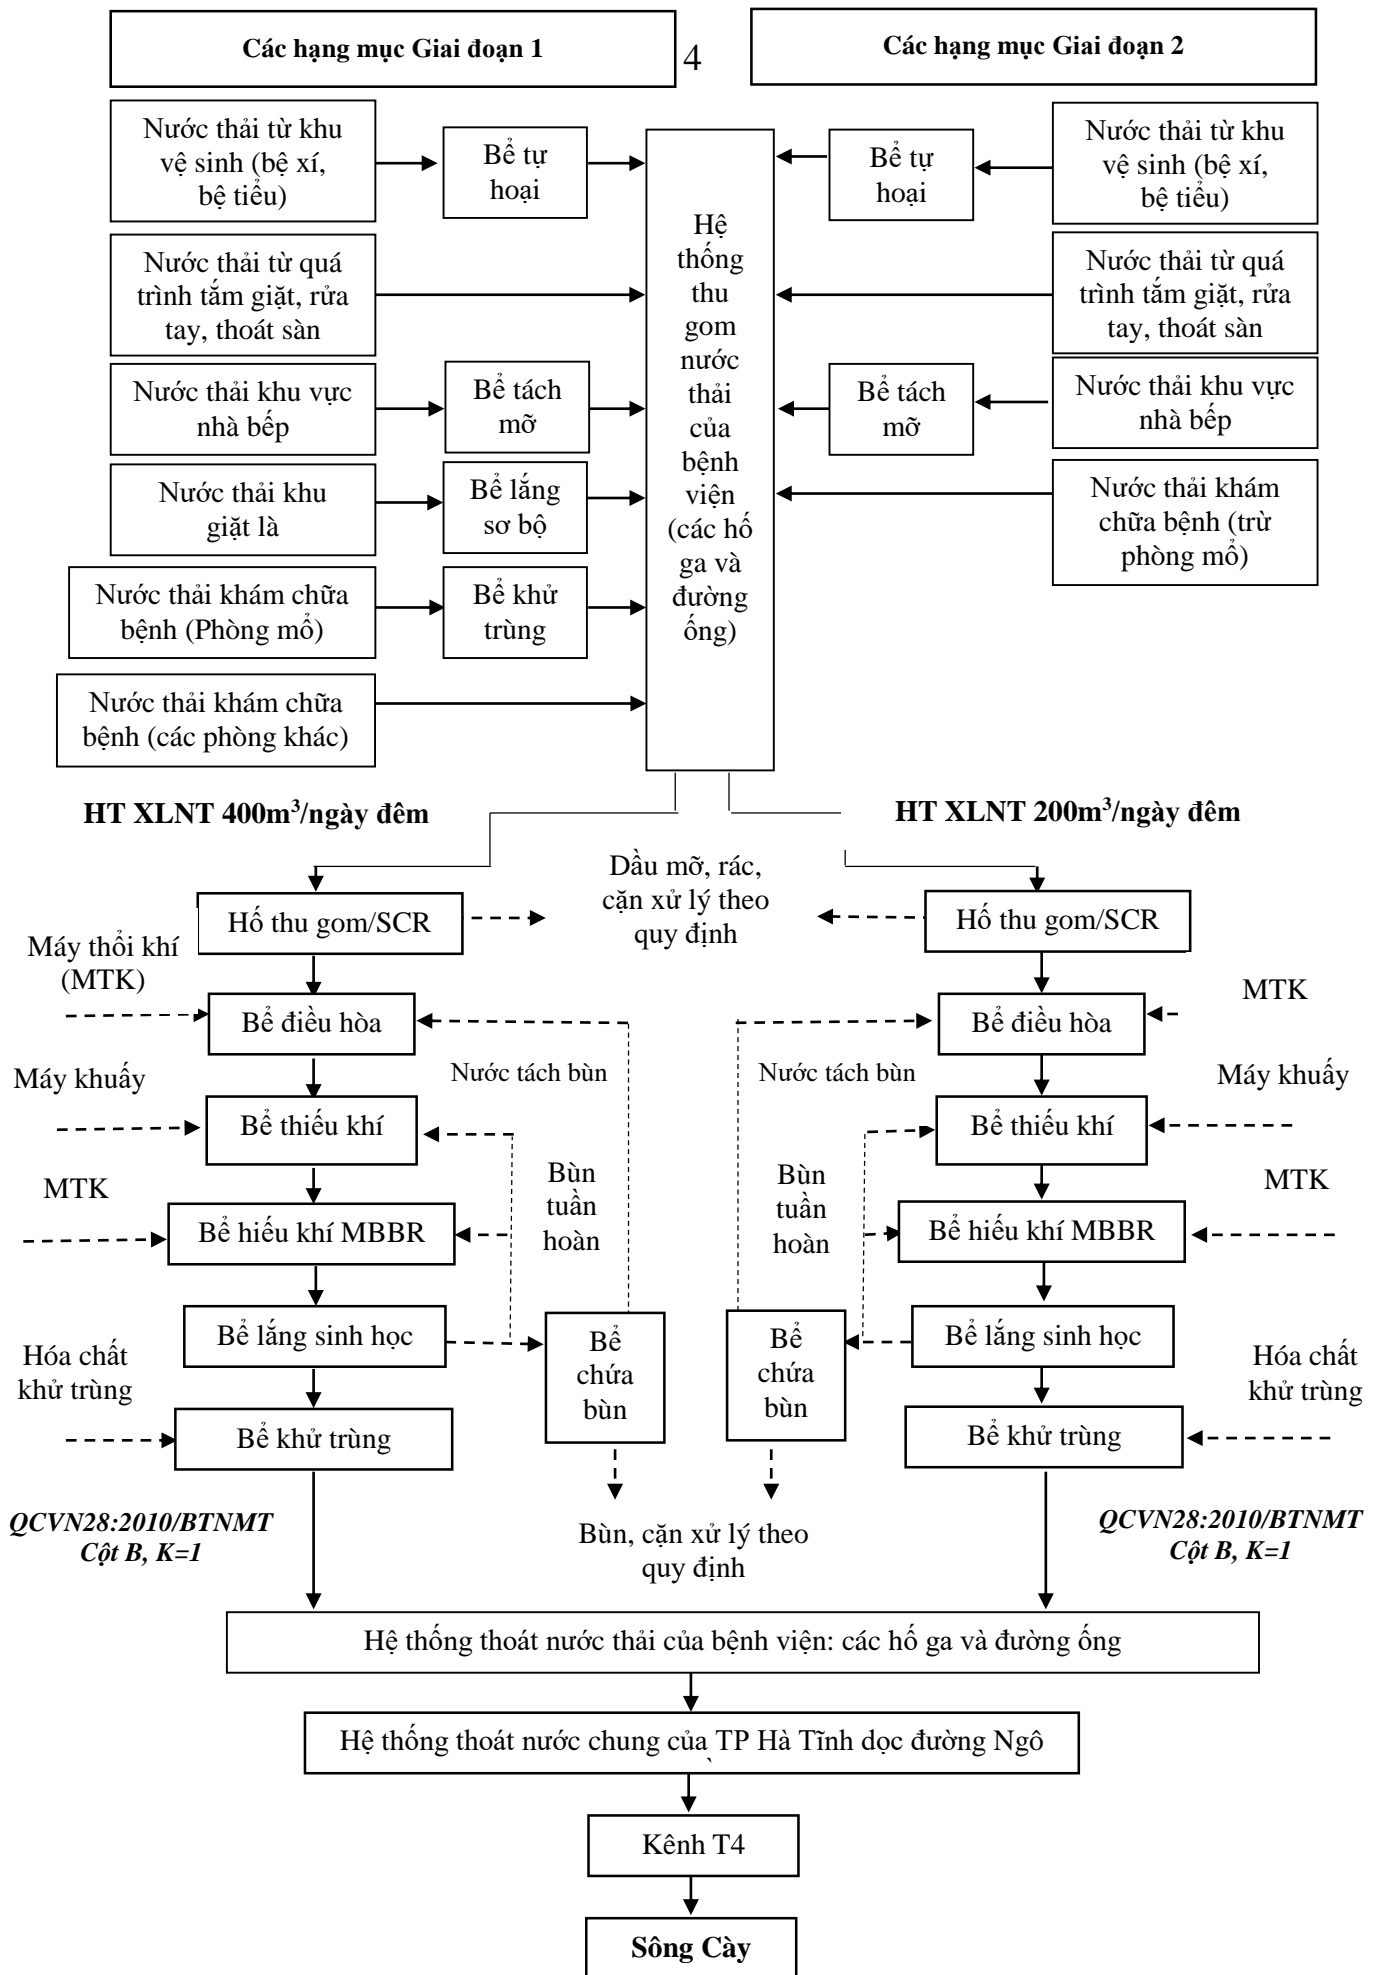 4
Các hạng mục Giai đoạn 1
Các hạng mục Giai đoạn 2
Nước thải từ khu
vệ sinh (bệ xí,
bệ tiểu)
Bể tự
hoại
Nước thải từ quá
trình tắm giặt, rửa
tay, thoát sàn
Nước thải khu vực
nhà bếp
Bể tách
mỡ
Nước thải khu
giặt là
Bể lắng
sơ bộ
Nước thải khám chữa
bệnh (Phòng mổ)
Bể khử
trùng
Nước thải khám chữa
bệnh (các phòng khác)
Hệ
thống
thu
gom
nước
thải
của
bệnh
viện
(các hố
ga và
đường
ống)
Bể tự
hoại
Nước thải từ khu
vệ sinh (bệ xí,
bệ tiểu)
Nước thải từ quá
trình tắm giặt, rửa
tay, thoát sàn
Bể tách
mỡ
Nước thải khu vực
nhà bếp
Nước thải khám
chữa bệnh (trừ
phòng mổ)
HT XLNT 400m³/ngày đêm
HT XLNT 200m³/ngày đêm
Hố thu gom/SCR
Dầu mỡ, rác,
cặn xử lý theo
quy định
Hố thu gom/SCR
Máy thổi khí
(MTK)
Bể điều hòa
Máy khuấy
Nước tách bùn
Bể thiếu khí
MTK
Bùn
tuần
hoàn
Bể hiếu khí MBBR
Bể lắng sinh học
Bể
chứa
bùn
Hóa chất
khử trùng
Bể khử trùng
QCVN28:2010/BTNMT
Cột B, K=1
MTK
Bể điều hòa
Nước tách bùn
Máy khuấy
Bể thiếu khí
Bùn
tuần
hoàn
MTK
Bể hiếu khí MBBR
Bể
chứa
bùn
Bể lắng sinh học
Hóa chất
khử trùng
Bể khử trùng
QCVN28:2010/BTNMT
Cột B, K=1
Bùn, cặn xử lý theo
quy định
Hệ thống thoát nước thải của bệnh viện: các hố ga và đường ống
Hệ thống thoát nước chung của TP Hà Tĩnh dọc đường Ngô
Kênh T4
Sông Cày